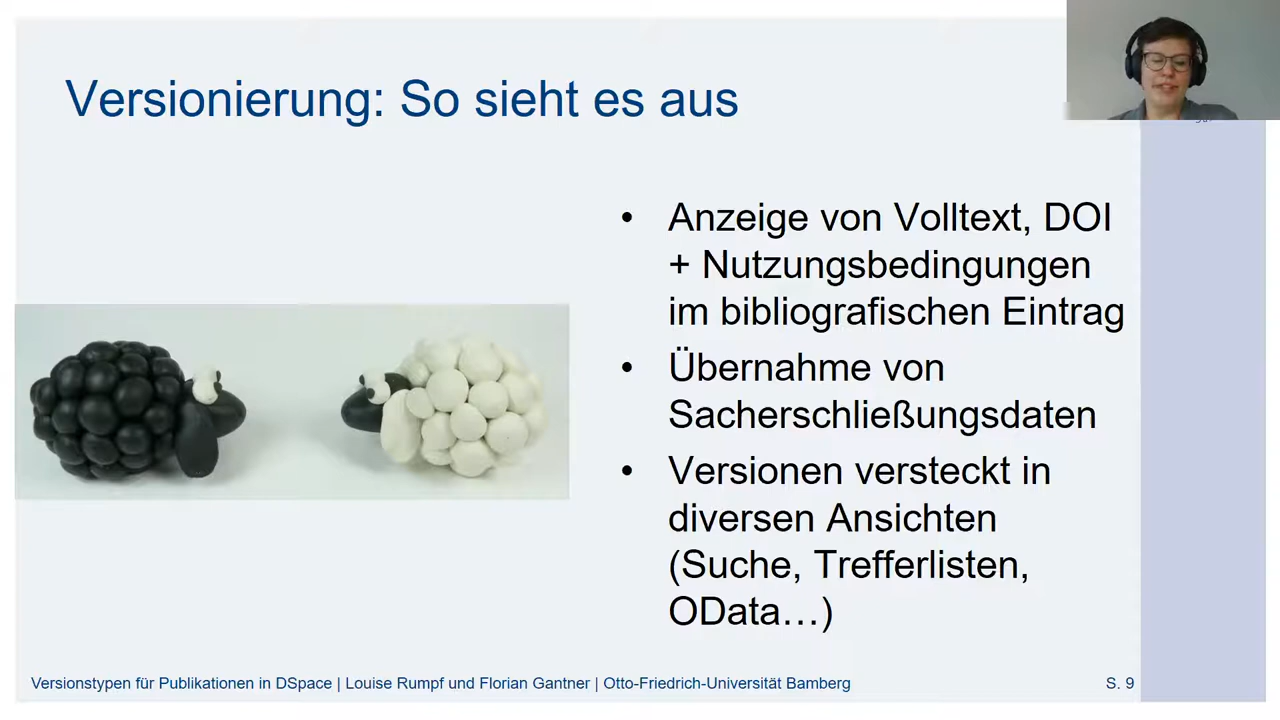 Versionierung: So sieht es aus
• Anzeige von Volltext, DOI
+ Nutzungsbedingungen
im bibliografischen Eintrag
• Übernahme von
Sacherschließungsdaten
• Versionen versteckt in
diversen Ansichten
(Suche, Trefferlisten,
OData…)
Versionstypen für Publikationen in DSpace | Louise Rumpf und Florian Gantner | Otto-Friedrich-Universität Bamberg
S. 9